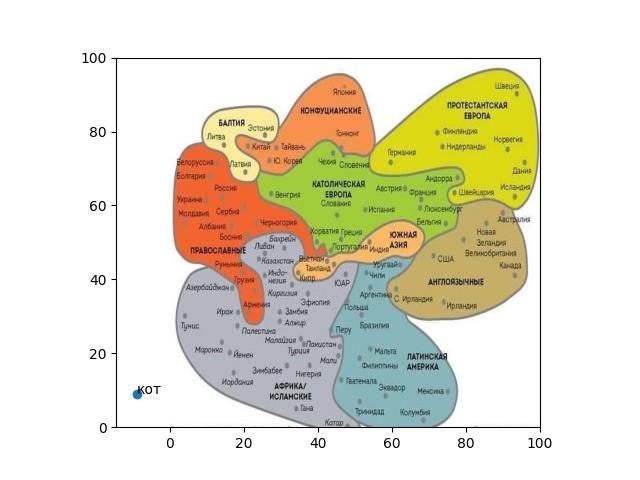 100
80
60
40
20
0
0
20
40
60
80
100
кот
Швеция
Япония
ПРОТЕСТАНТСКАЯ
ЕВРОПА
КОНФУЦИАНСКИЕ
БАЛТИЯ
Эстония
Литва
Гонконг
Финляндия
Норвегия
Китай
Тайвань
Нидерланды
Германия
Латвия
Ю. Корея
Чехия
Словения
Дания
Белоруссия
Болгария
Андорра
КАТОЛИЧЕСКАЯ
ЕВРОПА
Россия
Австрия
Франция
Швейцария
Исландия
Украина
Венгрия
Словакия
Молдавия
Сербия
Испания
Люксембург
Австралия
Албания
Черногория
Бельгия
Босния
Бахрейн
Хорватия
Греция
ЮЖНАЯ
АЗИЯ
Новая
Зеландия
Ливан
Португалия
Индия
ПРАВОСЛАВНЫЕ
Великобритания
Казахстан
Вьетнам
США
Румыния
Таиланд
Уругвай
Канада
Грузия
Индо-
незия
Кипр
Чили
АНГЛОЯЗЫЧНЫЕ
Азербайджан
Киргизия
ЮАР
Аргентина
С. Ирландия
Армения
Эфиопия
Ирландия
Польша
Ирак
Замбия
Тунис
Алжир
Бразилия
Палестина
Перу
Малайзия
Пакистан
Марокко
Йемен
Турция
Мальта
ЛАТИНСКАЯ
АМЕРИКА
Мали
Филиппины
Зимбабве
Нигерия
Иордания
Гватемала
АФРИКА/
ИСЛАМСКИЕ
Эквадор
Мексика
Гана
Тринидад
Колумбия
Катар